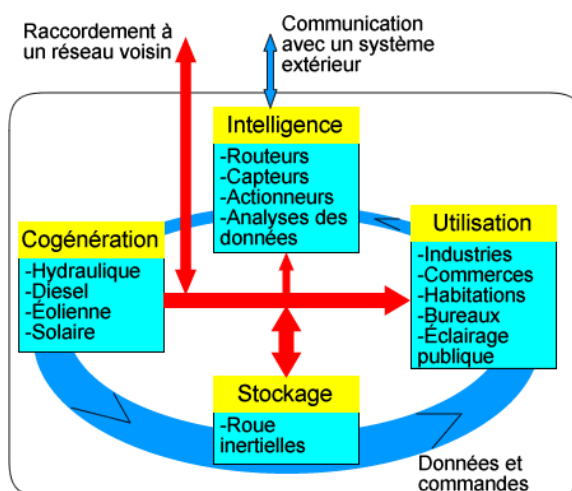 Raccordement à
un réseau voisin
Communication
avec un système
extérieur
Intelligence
-Routeurs
-Capteurs
-Actionneurs
-Analyses des
données
Cogénération
-Hydraulique
-Diesel
-Éolienne
-Solaire
Utilisation
-Industries
-Commerces
-Habitations
-Bureaux
-Éclairage
publique
Stockage
-Roue
inertielles
Données et
commandes